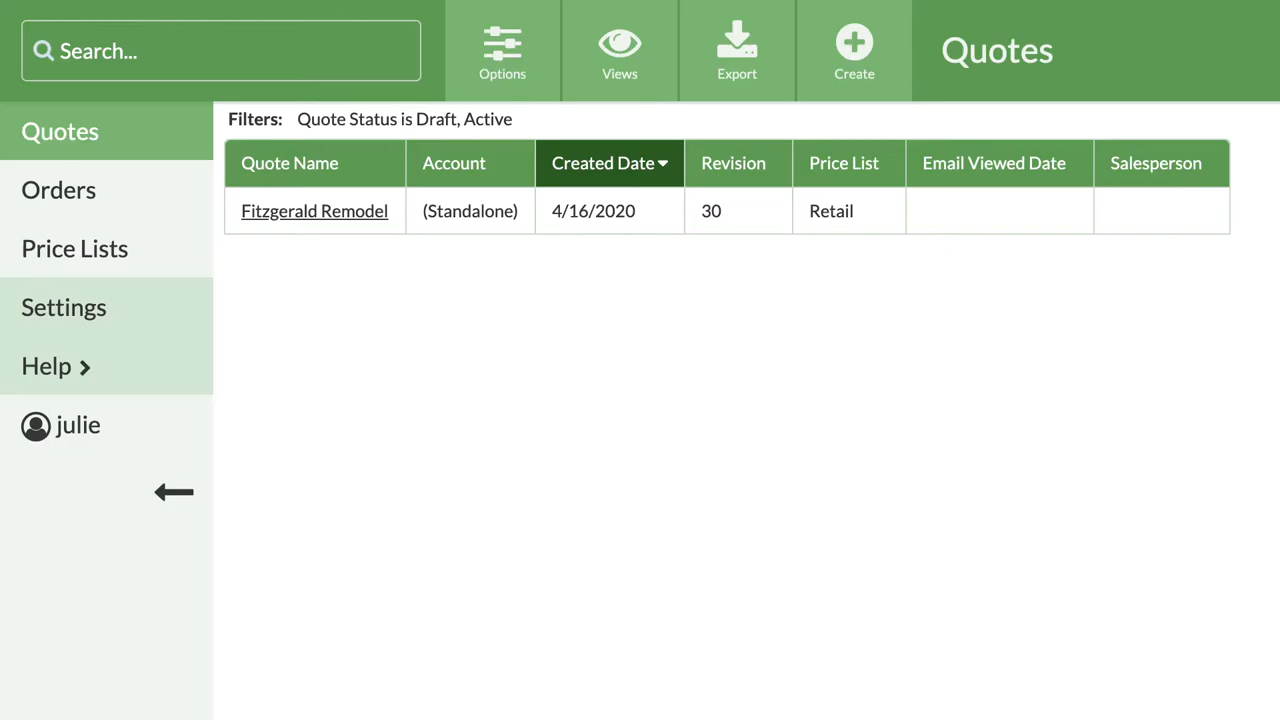 Search...
Options
Views
Export
Create
Quotes
Quotes
Orders
Price Lists
Settings
Help
julie
Filters: Quote Status is Draft, Active
Quote Name Account Created Date Revision Price List Email Viewed Date Salesperson
Fitzgerald Remodel (Standalone) 4/16/2020 30 Retail